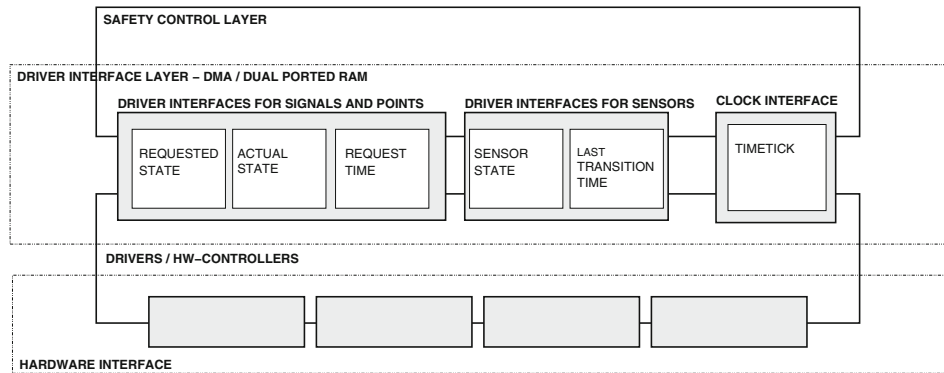 SAFETY CONTROL LAYER
DRIVER INTERFACE LAYER − DMA / DUAL PORTED RAM
DRIVER INTERFACES FOR SIGNALS AND POINTS
DRIVER INTERFACES FOR SENSORS
CLOCK INTERFACE
REQUESTED
STATE
ACTUAL
STATE
REQUEST
TIME
SENSOR
STATE
LAST
TRANSITION
TIME
TIMETICK
DRIVERS / HW−CONTROLLERS
HARDWARE INTERFACE